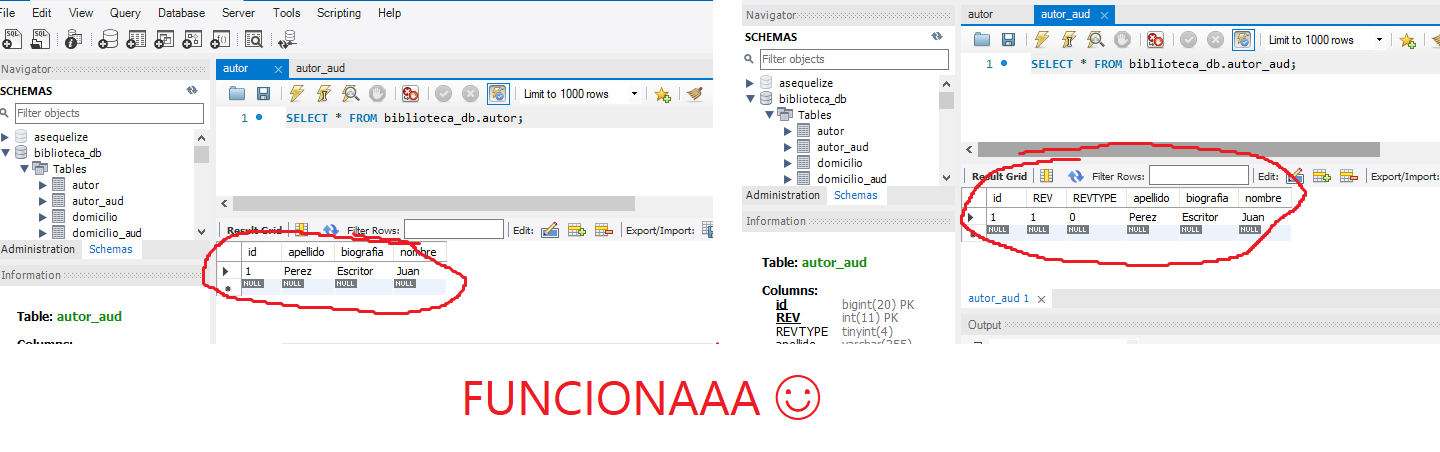 File Edit View Query Database Server Tools Scripting Help
Navigator
SCHEMAS
Filter objects
asequelize
biblioteca_db
Tables
autor
autor_aud
domicilio
domicilio_aud
Administration Schemas
Information
Table: autor_aud
Columns:
autor autor_aud
Limit to 1000 rows
1 SELECT * FROM biblioteca_db.autor;
Result Grid Filter Rows: Edit: Export/Import:
id apellido biografia nombre
1 Perez Escritor Juan
NULL NULL NULL NULL
Navigator
SCHEMAS
Filter objects
asequelize
biblioteca_db
Tables
autor
autor_aud
domicilio
domicilio_aud
Administration Schemas
Information
Table: autor_aud
Columns:
id bigint(20) PK
REV int(11) PK
REVTYPE tinyint(4)
apellido varchar(255)
autor autor_aud
Limit to 1000 rows
1 SELECT * FROM biblioteca_db.autor_aud;
Result Grid Filter Rows: Edit: Export/Import:
id REV REVTYPE apellido biografia nombre
1 1 0 Perez Escritor Juan
NULL NULL NULL NULL NULL NULL
autor_aud 1
Output
FUNCIONAAA